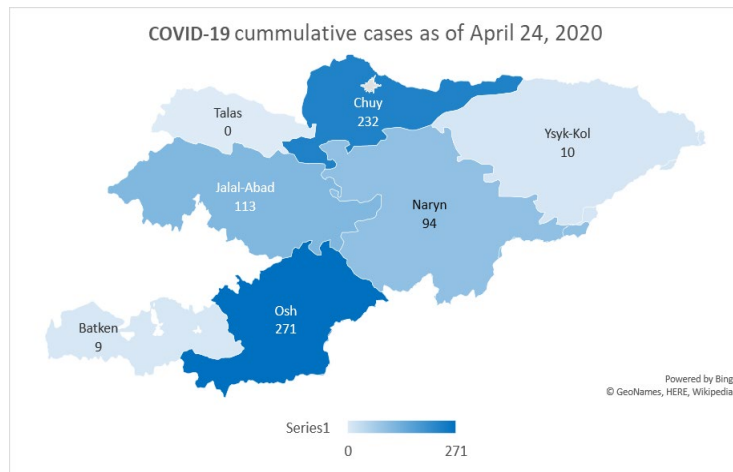 COVID-19 cummulative cases as of April 24, 2020
Chuy
232
Talas
0
Ysyk-Kol
10
Jalal-Abad
113
Naryn
94
Osh
271
Batken
9
Powered by Bing
© GeoNames, HERE, Wikipedia
Series1
0
271